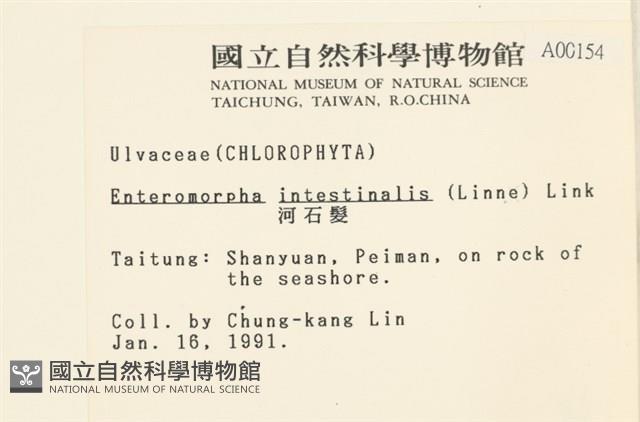 國立自然科學博物館 A00154
NATIONAL MUSEUM OF NATURAL SCIENCE
TAICHUNG, TAIWAN, R.O.CHINA
Ulvaceae(CHLOROPHYTA)
Enteromorpha intestinalis (Linne) Link
河石髮
Taitung: Shanyuan, Peiman, on rock of
the seashore.
Coll. by Chung-kang Lin
Jan. 16, 1991.
國立自然科學博物館
NATIONAL MUSEUM OF NATURAL SCIENCE